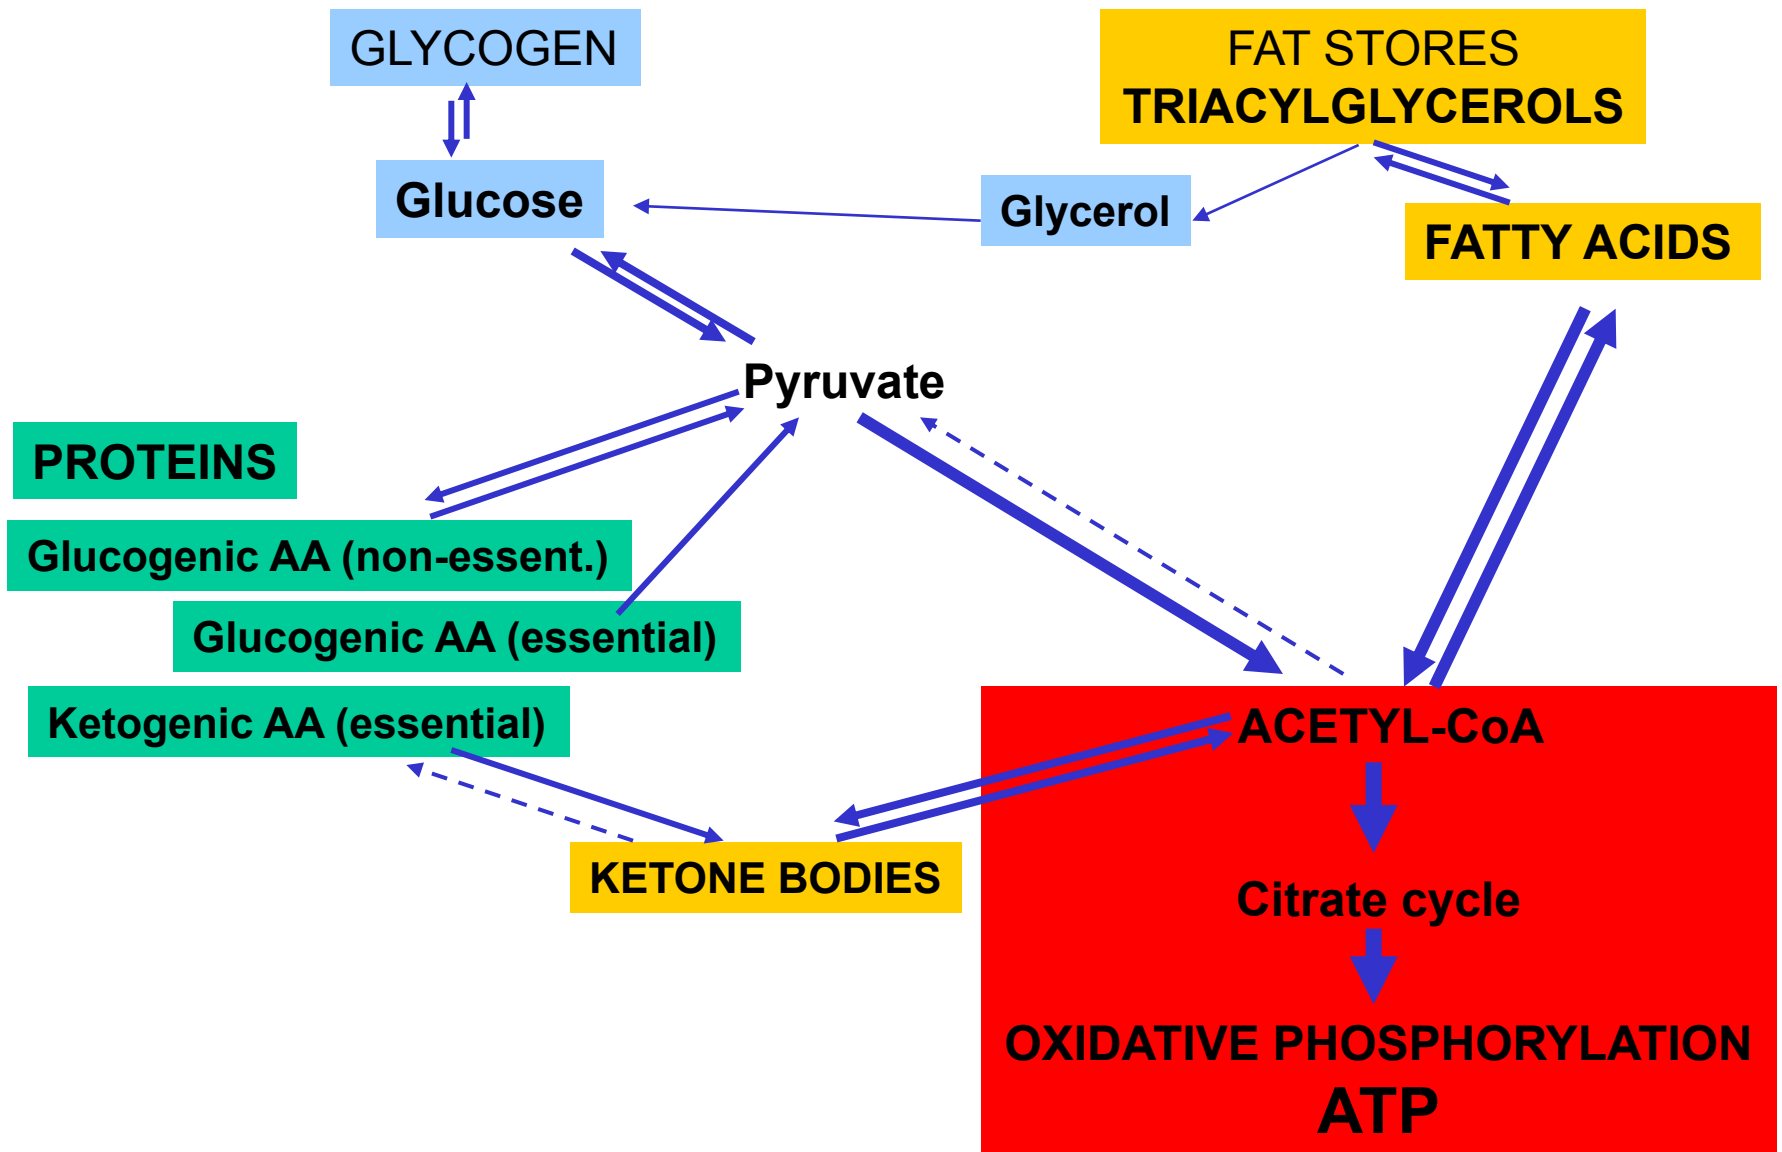 GLYCOGEN
FAT STORES
TRIACYLGLYCEROLS
Glucose
Glycerol
FATTY ACIDS
Pyruvate
PROTEINS
Glucogenic AA (non-essent.)
Glucogenic AA (essential)
Ketogenic AA (essential)
ACETYL-CoA
KETONE BODIES
Citrate cycle
OXIDATIVE PHOSPHORYLATION
ATP